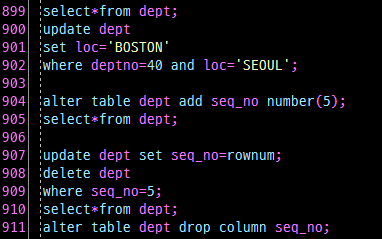 899 select*from dept;
900 update dept
901 set loc='BOSTON'
902 where deptno=40 and loc='SEOUL';
903
904 alter table dept add seq_no number(5);
905 select*from dept;
906
907 update dept set seq_no=rownum;
908 delete dept
909 where seq_no=5;
910 select*from dept;
911 alter table dept drop column seq_no;